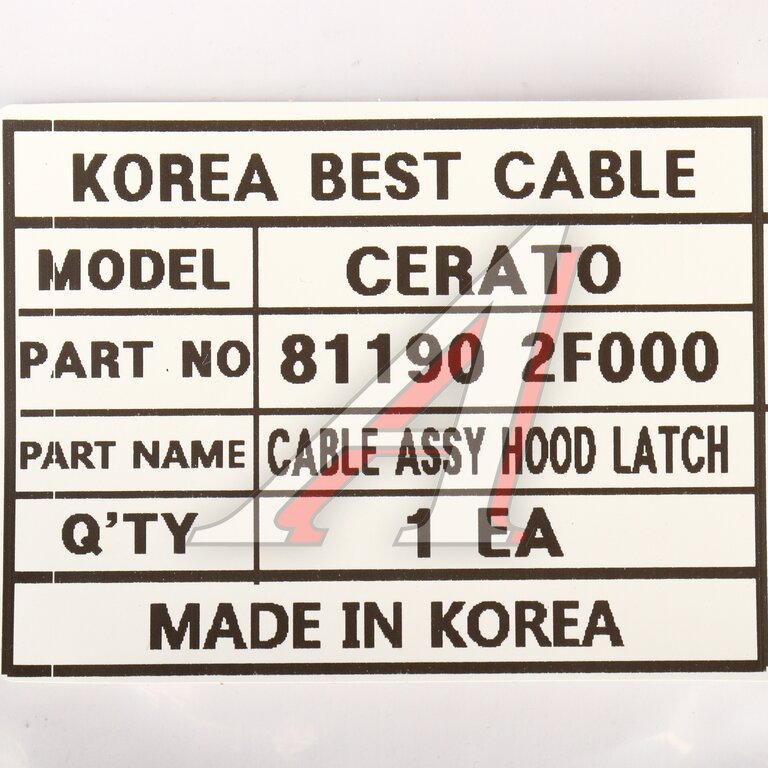 KOREA BEST CABLE
MODEL CERATO
PART NO 81190 2F000
PART NAME CABLE ASSY HOOD LATCH
Q'TY 1 EA
MADE IN KOREA